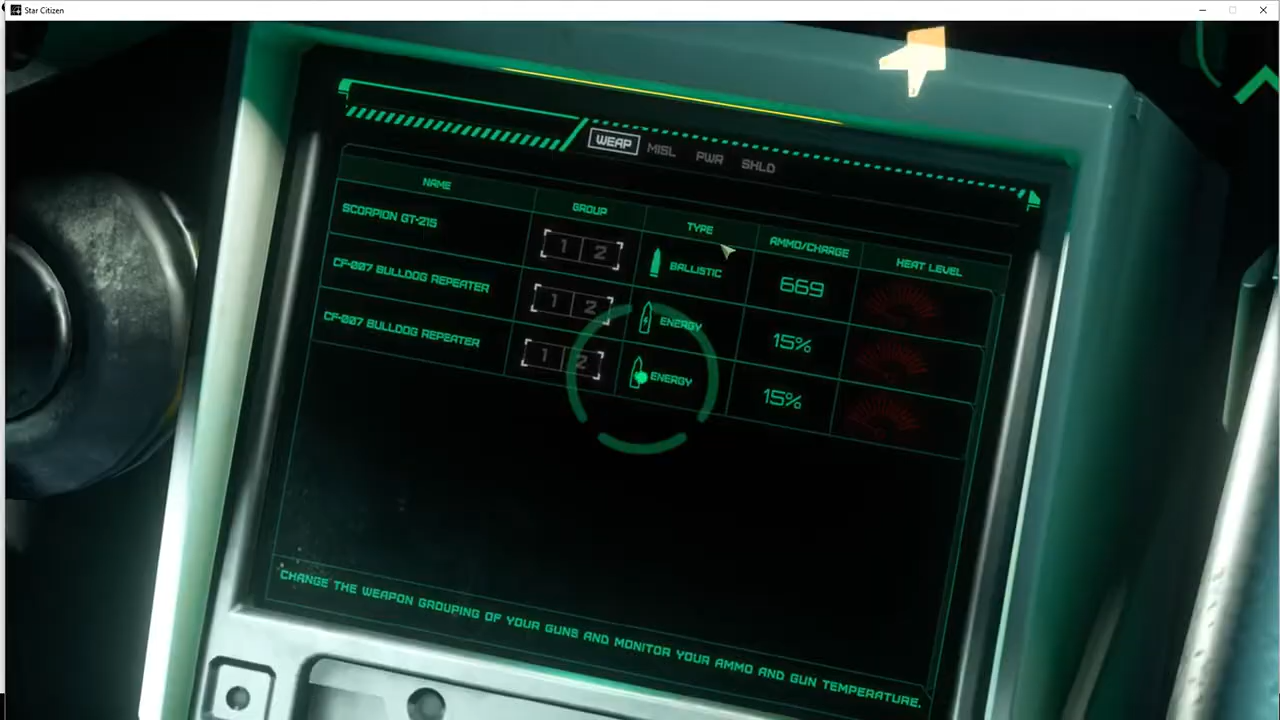 Star Citizen
WEAP MISL PWR SHLD
NAME GROUP TYPE AMMO/CHARGE HEAT LEVEL
SCORPION GT-215 1 2 BALLISTIC 669
CF-007 BULLDOG REPEATER 1 2 ENERGY 15%
CF-007 BULLDOG REPEATER 1 2 ENERGY 15%
CHANGE THE WEAPON GROUPING OF YOUR GUNS AND MONITOR YOUR AMMO AND GUN TEMPERATURE.